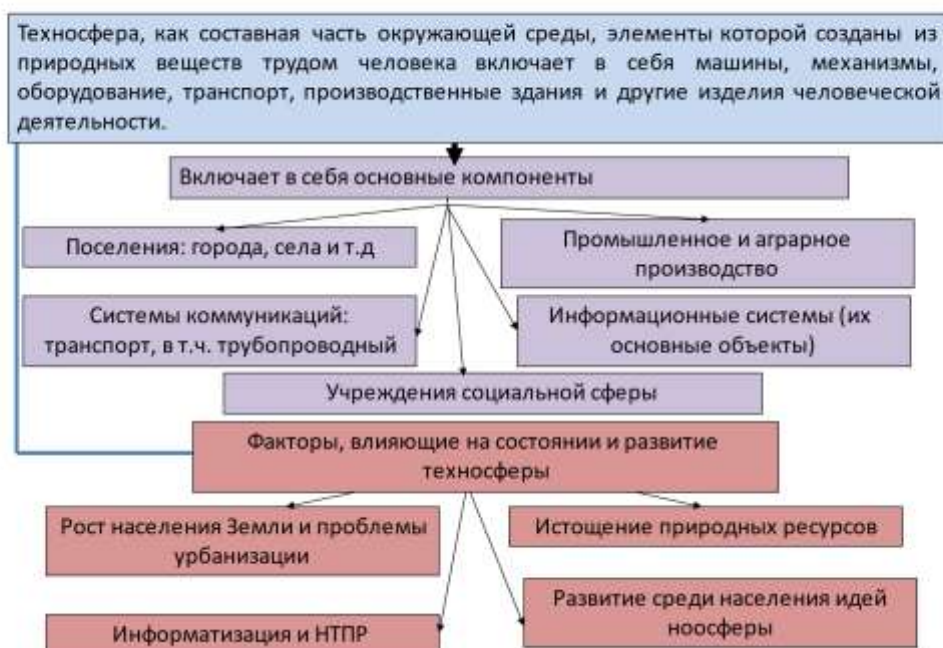 Техносфера, как составная часть окружающей среды, элементы которой созданы из
природных веществ трудом человека включает в себя машины, механизмы,
оборудование, транспорт, производственные здания и другие изделия человеческой
деятельности.
Включает в себя основные компоненты
Поселения: города, села и т.д
Промышленное и аграрное
производство
Системы коммуникаций:
транспорт, в т.ч. трубопроводный
Информационные системы (их
основные объекты)
Учреждения социальной сферы
Факторы, влияющие на состоянии и развитие
техносферы
Рост населения Земли и проблемы
урбанизации
Истощение природных ресурсов
Информатизация и НТПР
Развитие среди населения идей
ноосферы